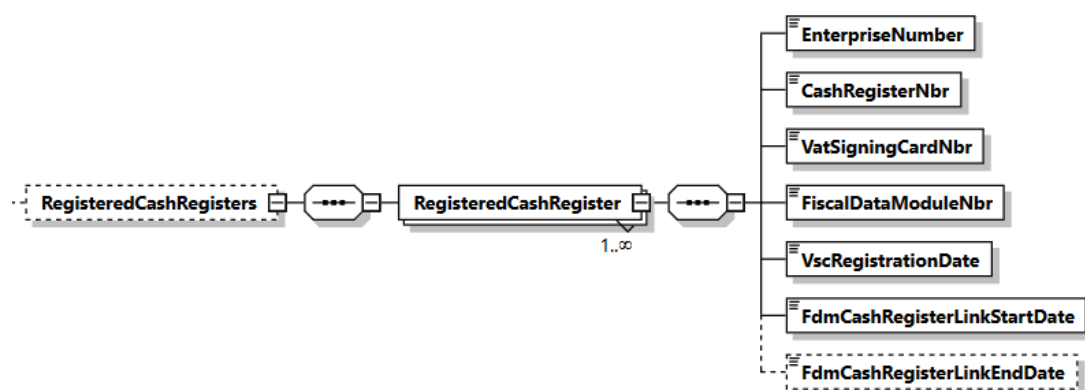 EnterpriseNumber
CashRegisterNbr
VatSigningCardNbr
RegisteredCashRegisters
RegisteredCashRegister
FiscalDataModuleNbr
1..∞
VscRegistrationDate
FdmCashRegisterLinkStartDate
FdmCashRegisterLinkEndDate